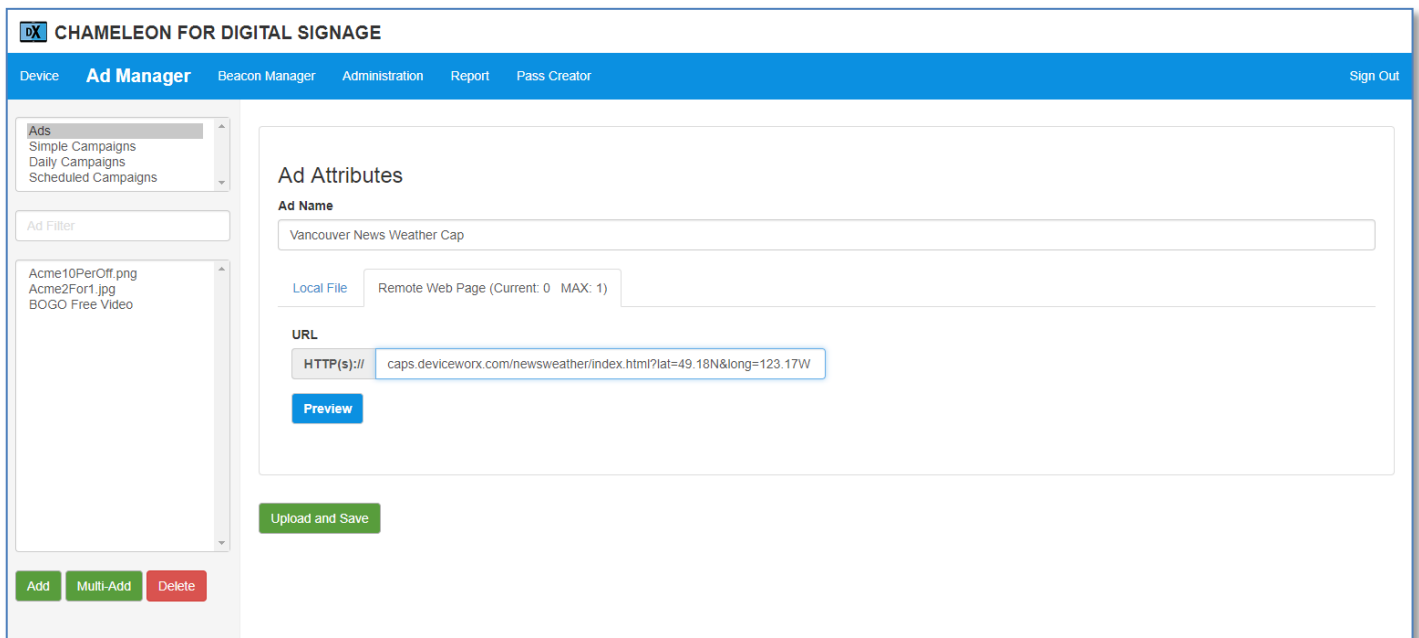 DX CHAMELEON FOR DIGITAL SIGNAGE
Device Ad Manager Beacon Manager Administration Report Pass Creator Sign Out
Ads
Simple Campaigns
Daily Campaigns
Scheduled Campaigns
Ad Filter
Acme10PerOff.png
Acme2For1.jpg
BOGO Free Video
Add Multi-Add Delete
Ad Attributes
Ad Name
Vancouver News Weather Cap
Local File Remote Web Page (Current: 0 MAX: 1)
URL
HTTP(s):// caps.deviceworx.com/newsweather/index.html?lat=49.18N&long=123.17W
Preview
Upload and Save